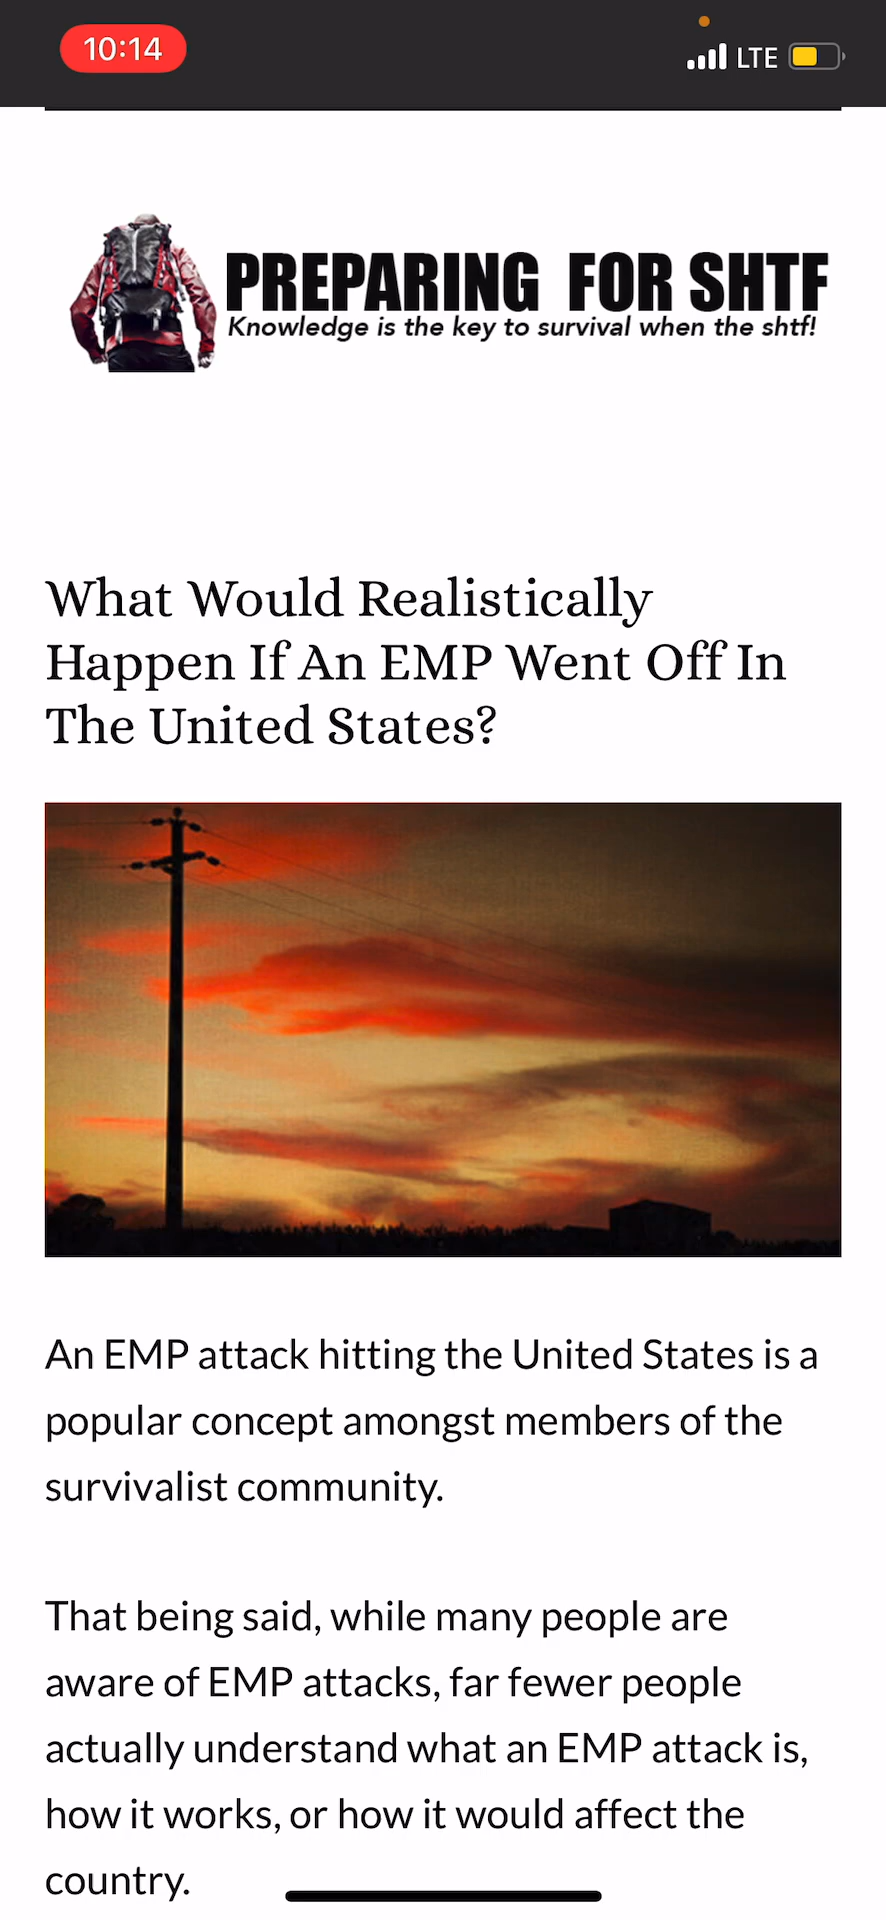 10:14
LTE
PREPARING FOR SHTF
Knowledge is the key to survival when the shtf!
What Would Realistically
Happen If An EMP Went Off In
The United States?
An EMP attack hitting the United States is a
popular concept amongst members of the
survivalist community.
That being said, while many people are
aware of EMP attacks, far fewer people
actually understand what an EMP attack is,
how it works, or how it would affect the
country.